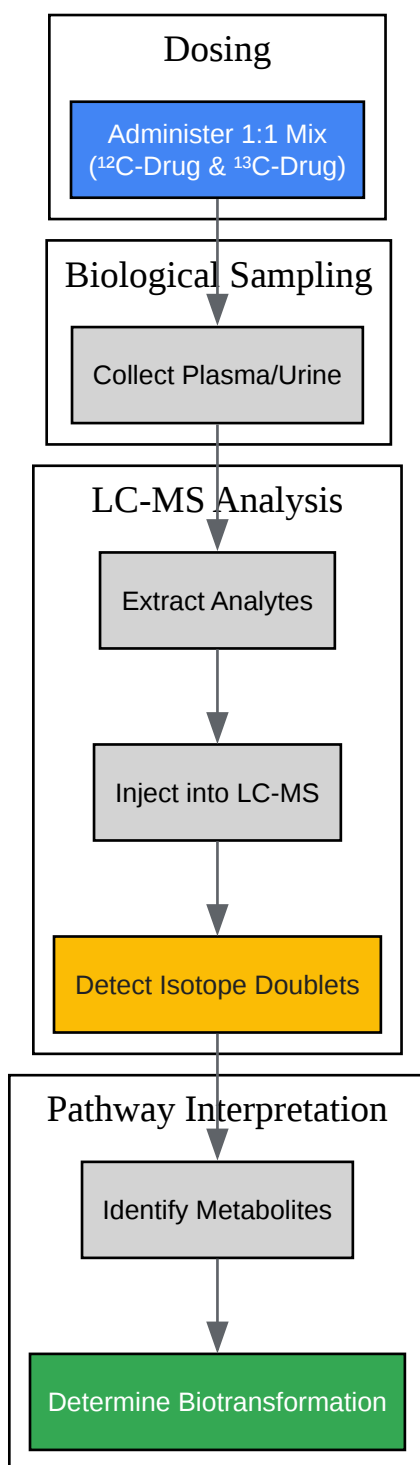 Dosing
Administer 1:1 Mix
(¹²C-Drug & ¹³C-Drug)
Biological Sampling
Collect Plasma/Urine
LC-MS Analysis
Extract Analytes
Inject into LC-MS
Detect Isotope Doublets
Pathway Interpretation
Identify Metabolites
Determine Biotransformation